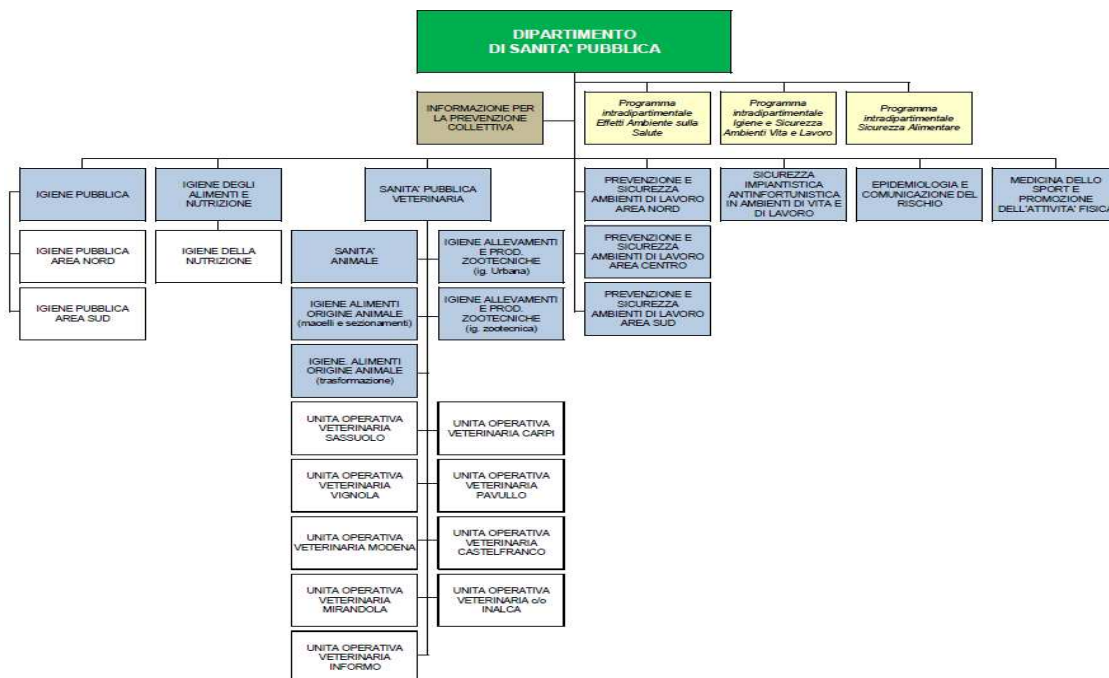 DIPARTIMENTO
DI SANITA' PUBBLICA
INFORMAZIONE PER
LA PREVENZIONE
COLLETTIVA
Programma
intradipartimentale
Effetti Ambiente sulla
Salute
Programma
intradipartimentale
Igiene e Sicurezza
Ambienti Vita e Lavoro
Programma
intradipartimentale
Sicurezza Alimentare
IGIENE PUBBLICA
IGIENE DEGLI
ALIMENTI E
NUTRIZIONE
SANITA' PUBBLICA
VETERINARIA
PREVENZIONE E
SICUREZZA
AMBIENTI DI LAVORO
AREA NORD
SICUREZZA
IMPIANTISTICA
ANTINFORTUNISTICA
IN AMBIENTI DI VITA E
DI LAVORO
EPIDEMIOLOGIA E
COMUNICAZIONE DEL
RISCHIO
MEDICINA DELLO
SPORT E
PROMOZIONE
DELL'ATTIVITA' FISICA
IGIENE PUBBLICA
AREA NORD
IGIENE DELLA
NUTRIZIONE
SANITA'
ANIMALE
IGIENE ALLEVAMENTI
E PROD.
ZOOTECNICHE
(ig. Urbana)
PREVENZIONE E
SICUREZZA
AMBIENTI DI LAVORO
AREA CENTRO
IGIENE PUBBLICA
AREA SUD
IGIENE ALIMENTI
ORIGINE ANIMALE
(macelli e sezionamenti)
IGIENE ALLEVAMENTI
E PROD.
ZOOTECNICHE
(ig. zootecnica)
PREVENZIONE E
SICUREZZA
AMBIENTI DI LAVORO
AREA SUD
IGIENE. ALIMENTI
ORIGINE ANIMALE
(trasformazione)
UNITA OPERATIVA
VETERINARIA
SASSUOLO
UNITA OPERATIVA
VETERINARIA CARPI
UNITA OPERATIVA
VETERINARIA
VIGNOLA
UNITA OPERATIVA
VETERINARIA
PAVULLO
UNITA OPERATIVA
VETERINARIA MODENA
UNITA OPERATIVA
VETERINARIA
CASTELFRANCO
UNITA OPERATIVA
VETERINARIA
MIRANDOLA
UNITA OPERATIVA
VETERINARIA c/o
INALCA
UNITA OPERATIVA
VETERINARIA
INFORMO